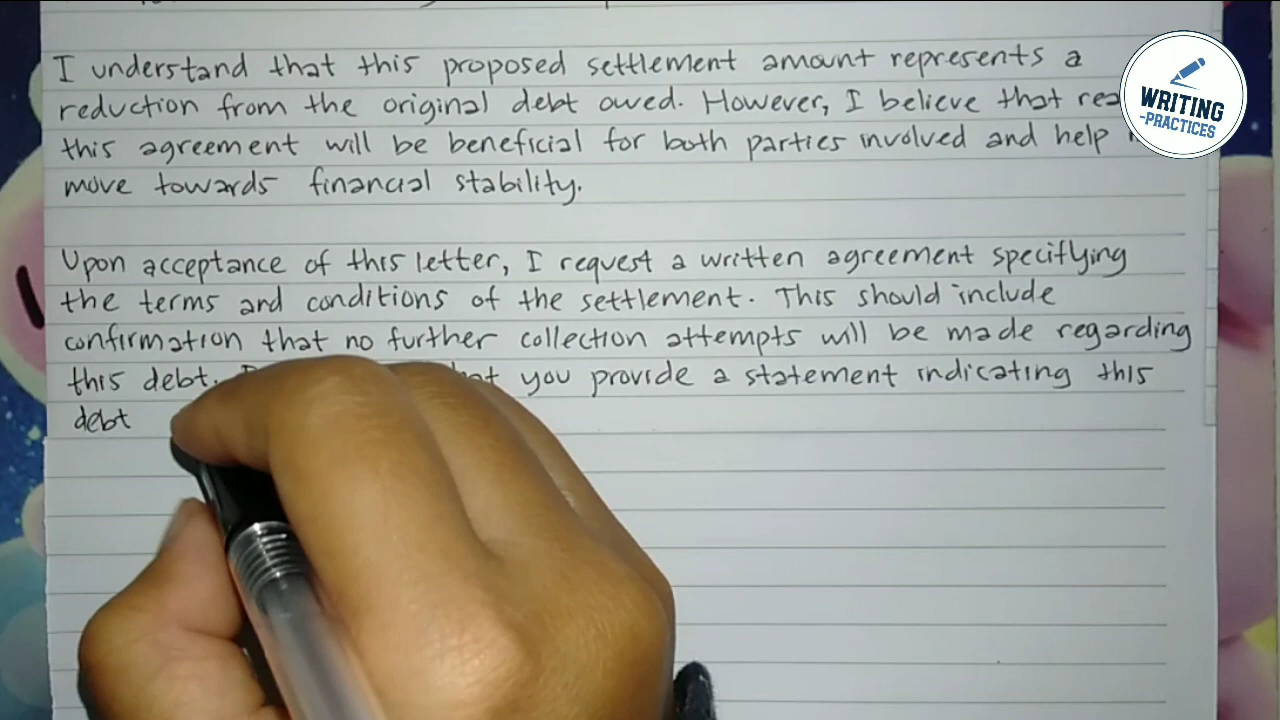 I understand that this proposed settlement amount represents a
reduction from the original debt owed. However, I believe that
this agreement will be beneficial for both parties involved and help
move towards financial stability.
Upon acceptance of this letter, I request a written agreement specifying
the terms and conditions of the settlement. This should include
confirmation that no further collection attempts will be made regarding
this debt. you provide a statement indicating this
debt
WRITING
-PRACTICES